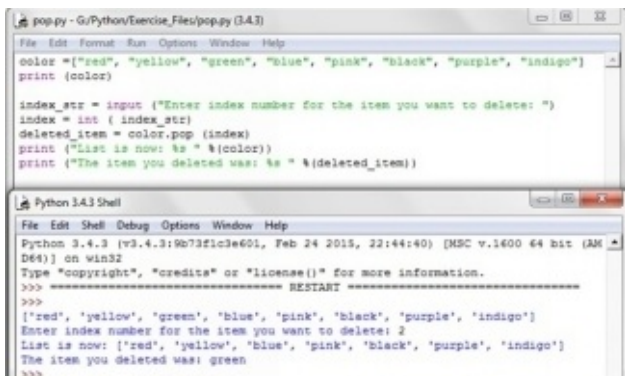 pop.py - G:/Python/Exercise_Files/pop.py (3.4.3)
File Edit Format Run Options Window Help
color =["red", "yellow", "green", "blue", "pink", "black", "purple", "indigo"]
print (color)
index_str = input ("Enter index number for the item you want to delete: ")
index = int ( index_str)
deleted_item = color.pop (index)
print ("List is now: %s " %(color))
print ("The item you deleted was: %s " %(deleted_item))
Python 3.4.3 Shell
File Edit Shell Debug Options Window Help
Python 3.4.3 (v3.4.3:9b73f1c3e601, Feb 24 2015, 22:44:40) [MSC v.1600 64 bit (AM
D64)] on win32
Type "copyright", "credits" or "license()" for more information.
>>> ================================ RESTART ================================
>>>
['red', 'yellow', 'green', 'blue', 'pink', 'black', 'purple', 'indigo']
Enter index number for the item you want to delete: 2
List is now: ['red', 'yellow', 'blue', 'pink', 'black', 'purple', 'indigo']
The item you deleted was: green
>>>